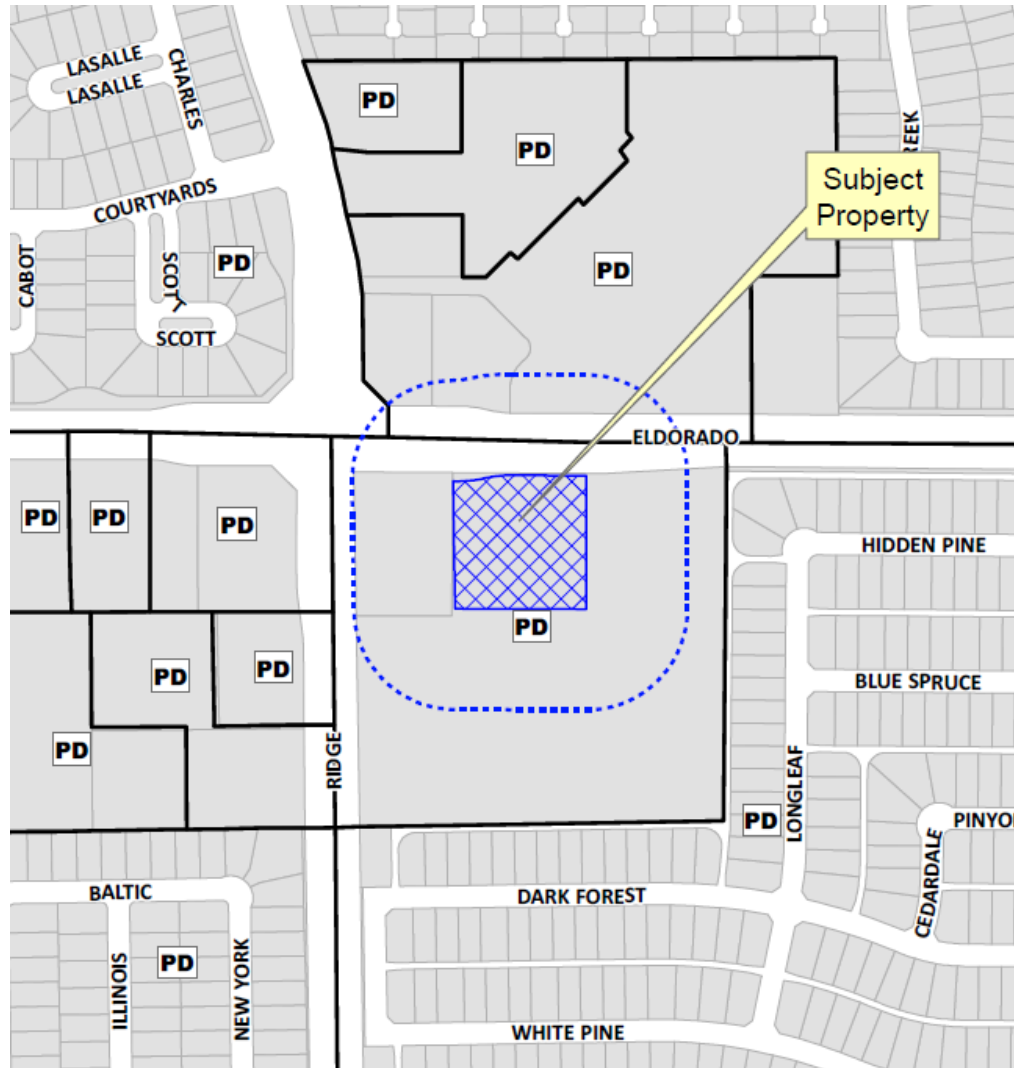 LASALLE
LASALLE
CHARLES
PD
PD
REEK
Subject
Property
COURTYARDS
PD
SCOTT
SCOTT
CABOT
PD
ELDORADO
PD
PD
PD
HIDDEN PINE
PD
PD
PD
BLUE SPRUCE
PD
RIDGE
LONGLEAF
PD
PINYO
CEDARDALE
BALTIC
DARK FOREST
ILLINOIS
PD
NEW YORK
WHITE PINE